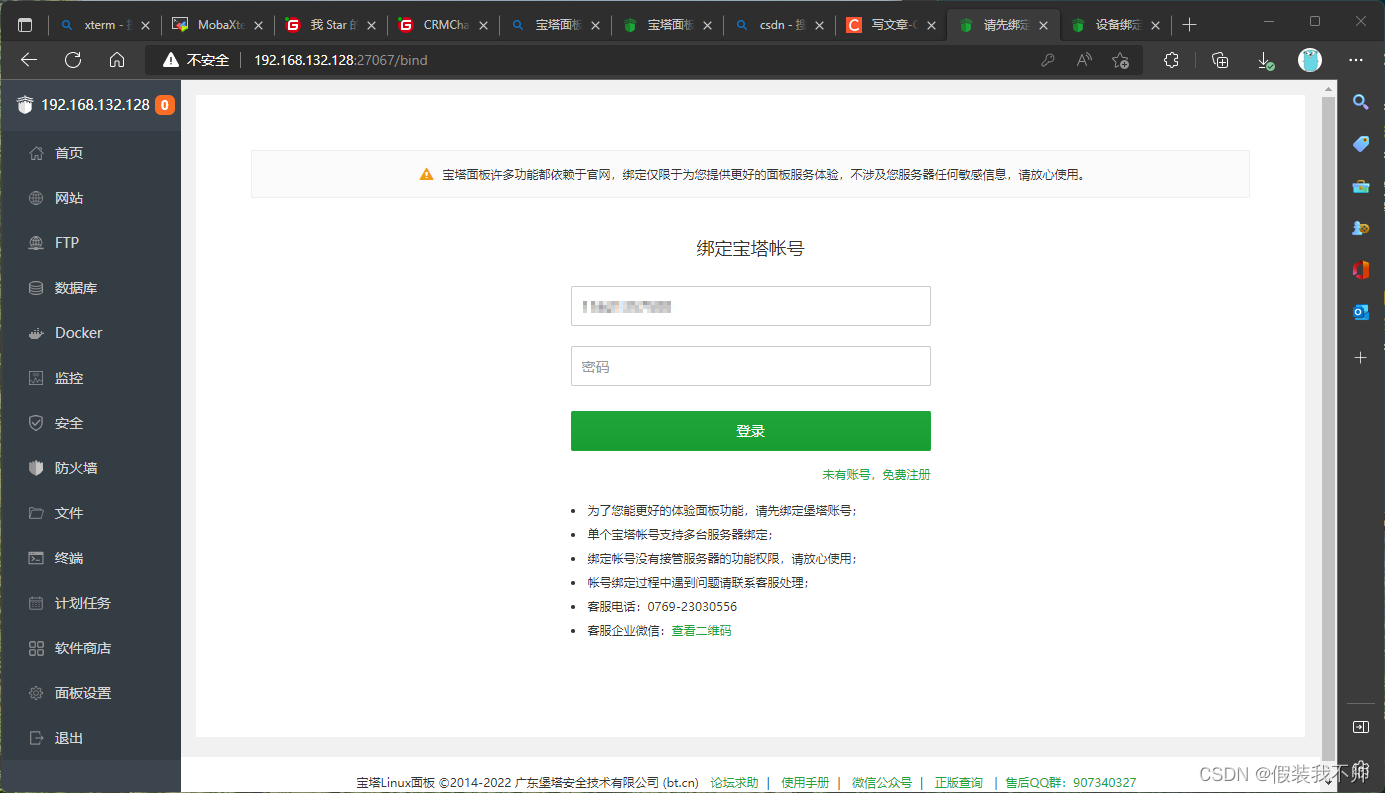 xterm -
MobaXte
我 Star 的
CRMCha
宝塔面板
宝塔面板
csdn - 搜
写文章-C
请先绑定
设备绑定
不安全 192.168.132.128:27067/bind
192.168.132.128 0
首页
网站
FTP
数据库
Docker
监控
安全
防火墙
文件
终端
计划任务
软件商店
面板设置
退出
宝塔面板许多功能都依赖于官网，绑定仅限于为您提供更好的面板服务体验，不涉及您服务器任何敏感信息，请放心使用。
绑定宝塔帐号
密码
登录
未有账号，免费注册
为了您能更好的体验面板功能，请先绑定堡塔账号；
单个宝塔帐号支持多台服务器绑定；
绑定帐号没有接管服务器的功能权限，请放心使用；
帐号绑定过程中遇到问题请联系客服处理；
客服电话：0769-23030556
客服企业微信：查看二维码
宝塔Linux面板 ©2014-2022 广东堡塔安全技术有限公司 (bt.cn) 论坛求助 | 使用手册 | 微信公众号 | 正版查询 | 售后QQ群：907340327
CSDN @假装我不帅